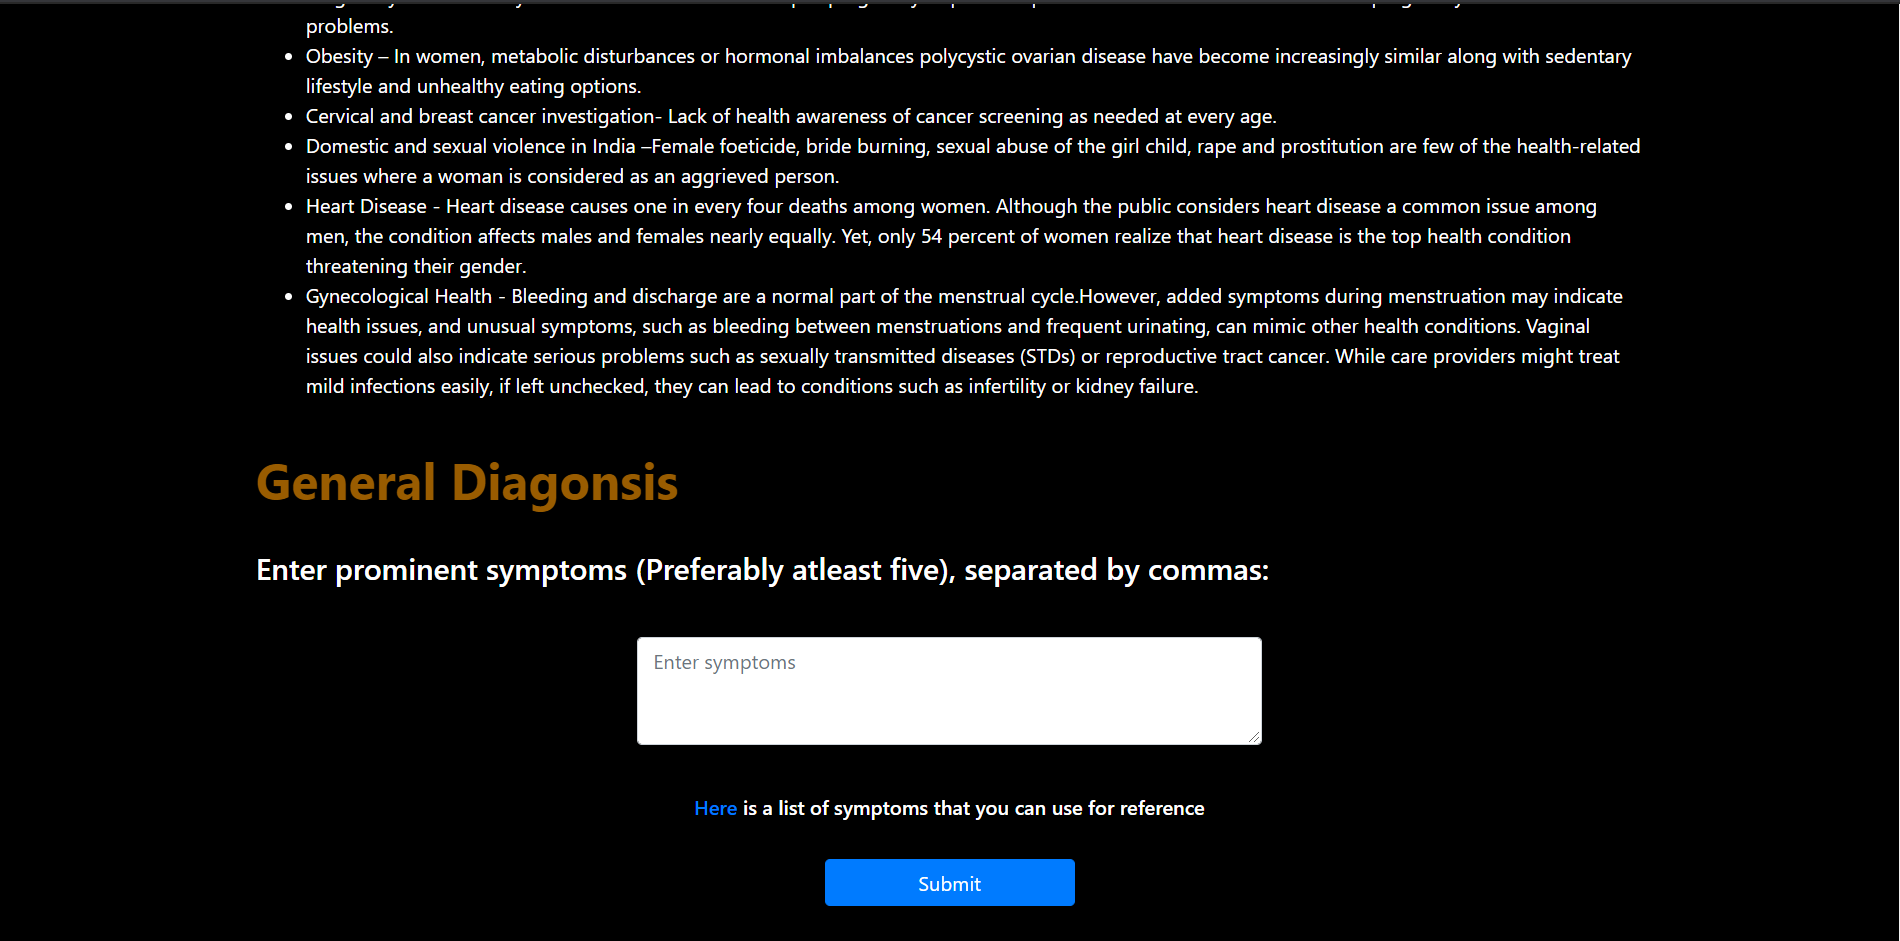 problems.
Obesity – In women, metabolic disturbances or hormonal imbalances polycystic ovarian disease have become increasingly similar along with sedentary
lifestyle and unhealthy eating options.
Cervical and breast cancer investigation- Lack of health awareness of cancer screening as needed at every age.
Domestic and sexual violence in India –Female foeticide, bride burning, sexual abuse of the girl child, rape and prostitution are few of the health-related
issues where a woman is considered as an aggrieved person.
Heart Disease - Heart disease causes one in every four deaths among women. Although the public considers heart disease a common issue among
men, the condition affects males and females nearly equally. Yet, only 54 percent of women realize that heart disease is the top health condition
threatening their gender.
Gynecological Health - Bleeding and discharge are a normal part of the menstrual cycle.However, added symptoms during menstruation may indicate
health issues, and unusual symptoms, such as bleeding between menstruations and frequent urinating, can mimic other health conditions. Vaginal
issues could also indicate serious problems such as sexually transmitted diseases (STDs) or reproductive tract cancer. While care providers might treat
mild infections easily, if left unchecked, they can lead to conditions such as infertility or kidney failure.
General Diagonsis
Enter prominent symptoms (Preferably atleast five), separated by commas:
Enter symptoms
Here is a list of symptoms that you can use for reference
Submit